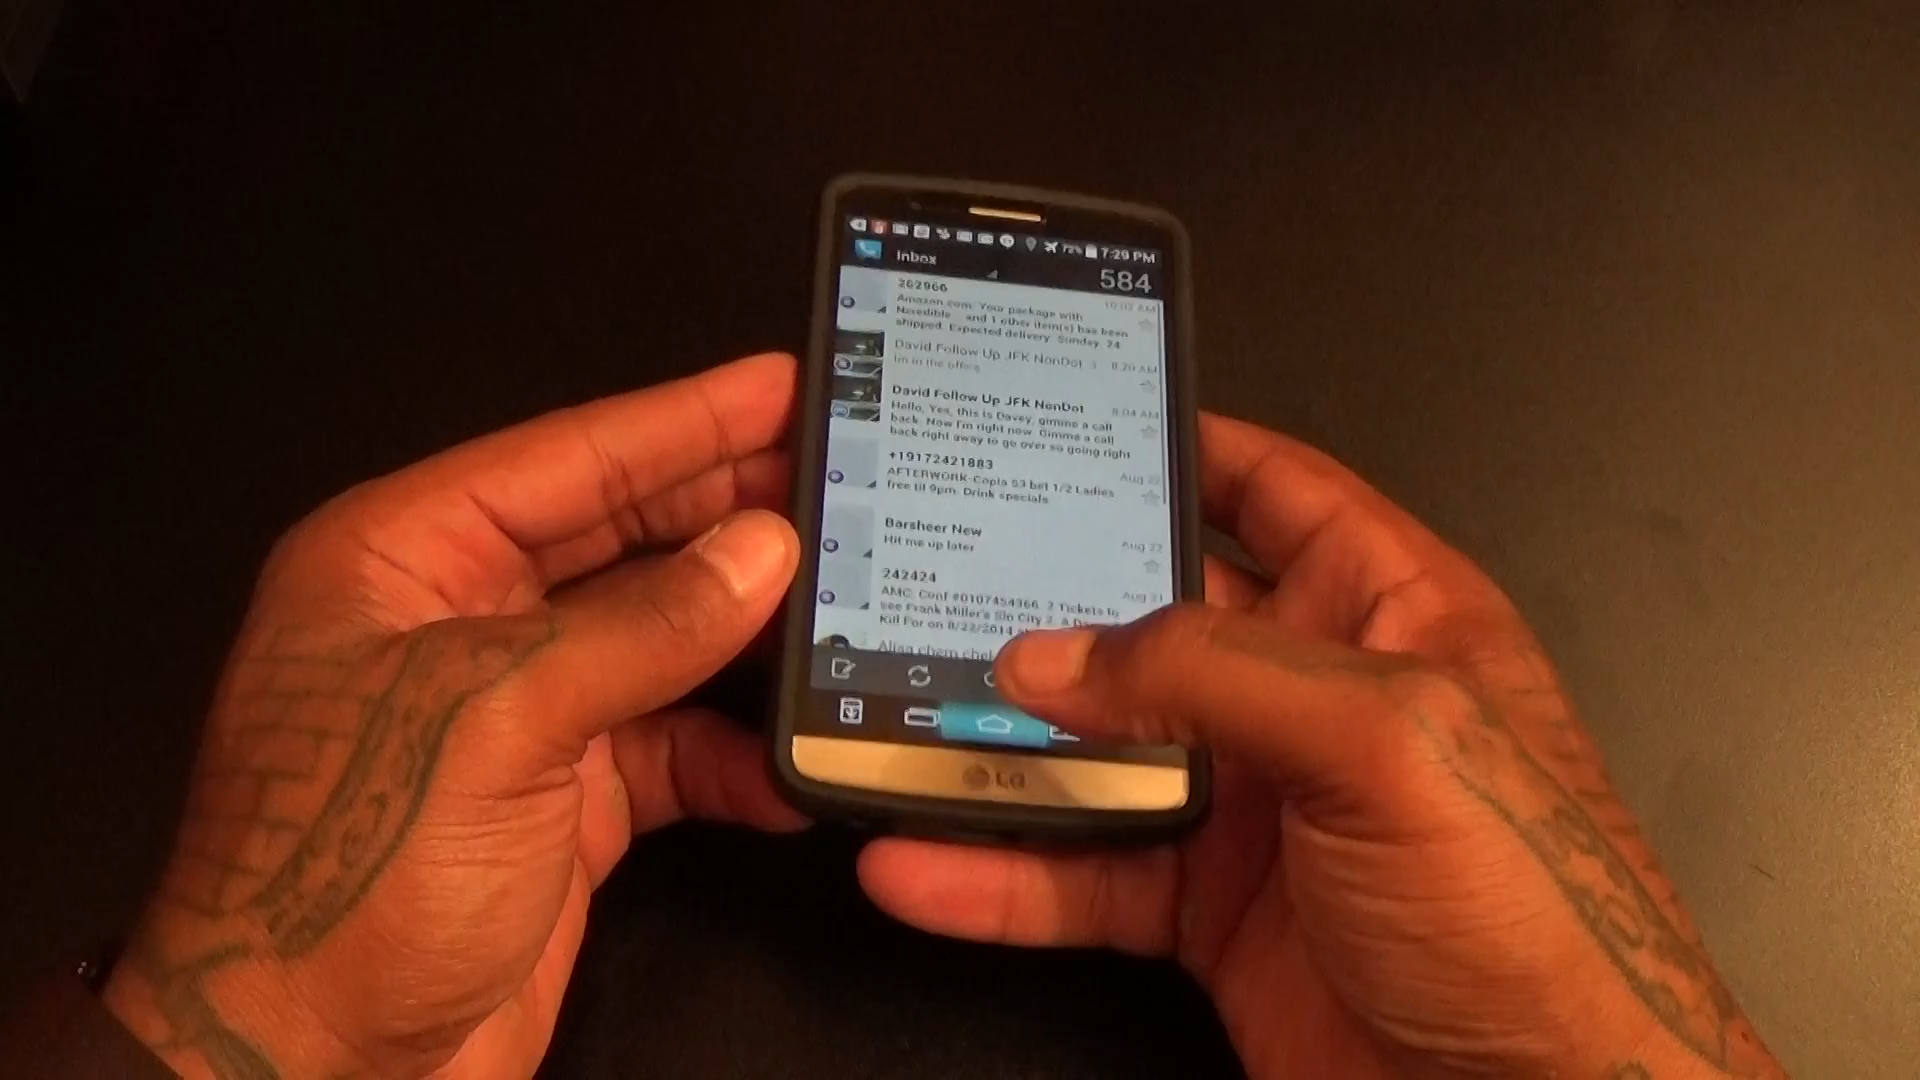 72% 7:29 PM
Inbox
584
262966
10:02 AM
Amazon.com: Your package with
Nicedible... and 1 other item(s) has been
shipped. Expected delivery: Sunday, 24
David Follow Up JFK NonDot
8:20 AM
Im in the office
David Follow Up JFK NonDot
8:04 AM
Hello, Yes, this is Davey, gimme a call
back. Now I'm right now. Gimme a call
back right away to go over so going right
+19172421883
Aug 22
AFTERWORK-Copia 53 bet 1/2 Ladies
free til 9pm. Drink specials
Barsheer New
Aug 22
Hit me up later
242424
Aug 21
AMC: Conf #0107454366. 2 Tickets to
see Frank Miller's Sin City 2, A Da
Kill For on 8/22/2014
LG